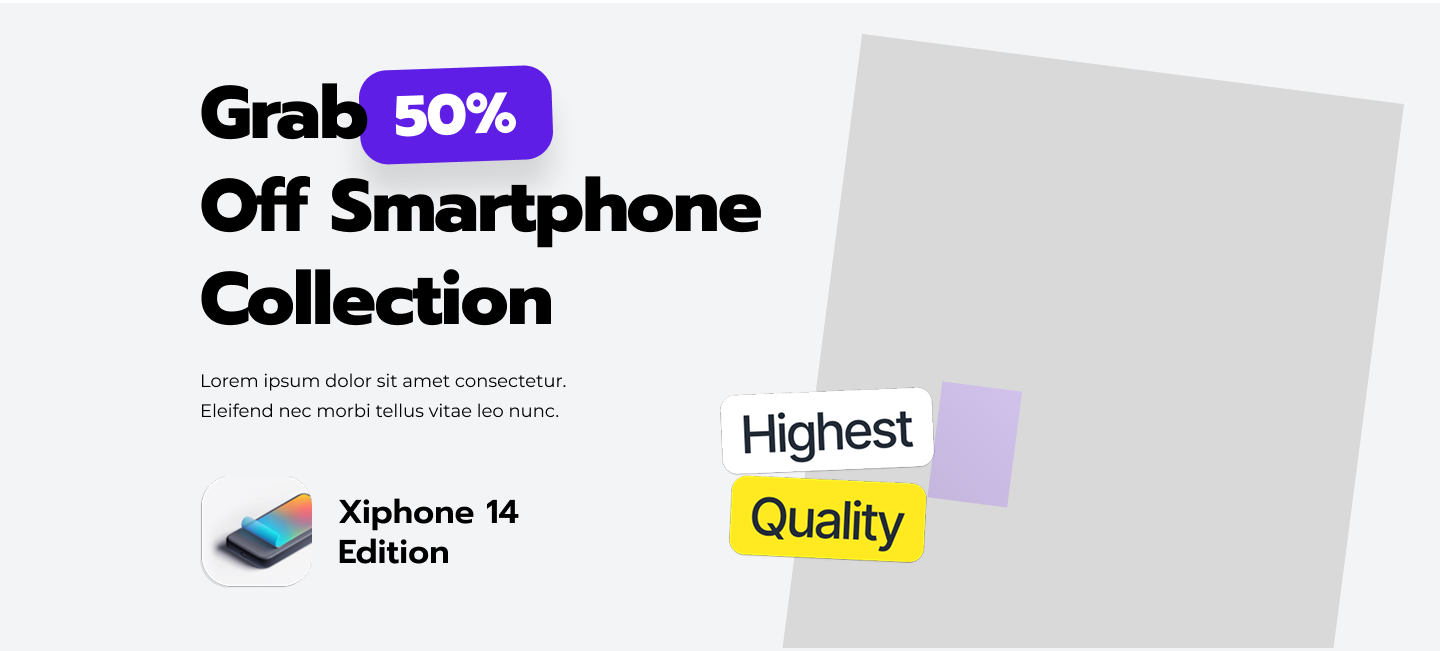 Grab 50%
Off Smartphone
Collection
Lorem ipsum dolor sit amet consectetur.
Eleifend nec morbi tellus vitae leo nunc.
Xiphone 14
Edition
Highest
Quality